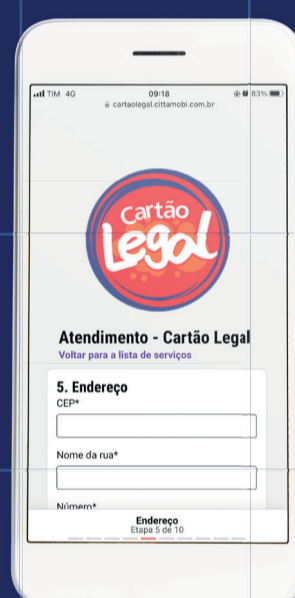 TIM 4G 09:18 83%
cartaolegal.cittamobi.com.br
Cartão
Legal
Atendimento - Cartão Legal
Voltar para a lista de serviços
5. Endereço
CEP*
Nome da rua*
Número*
Endereço
Etapa 5 de 10